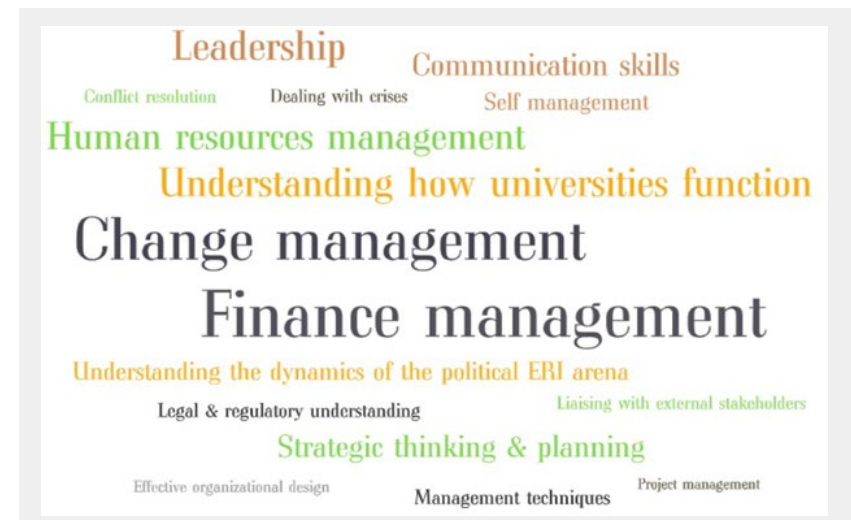 Leadership
Communication skills
Conflict resolution
Dealing with crises
Self management
Human resources management
Understanding how universities function
Change management
Finance management
Understanding the dynamics of the political ERI arena
Legal & regulatory understanding
Liaising with external stakeholders
Strategic thinking & planning
Effective organizational design
Management techniques
Project management